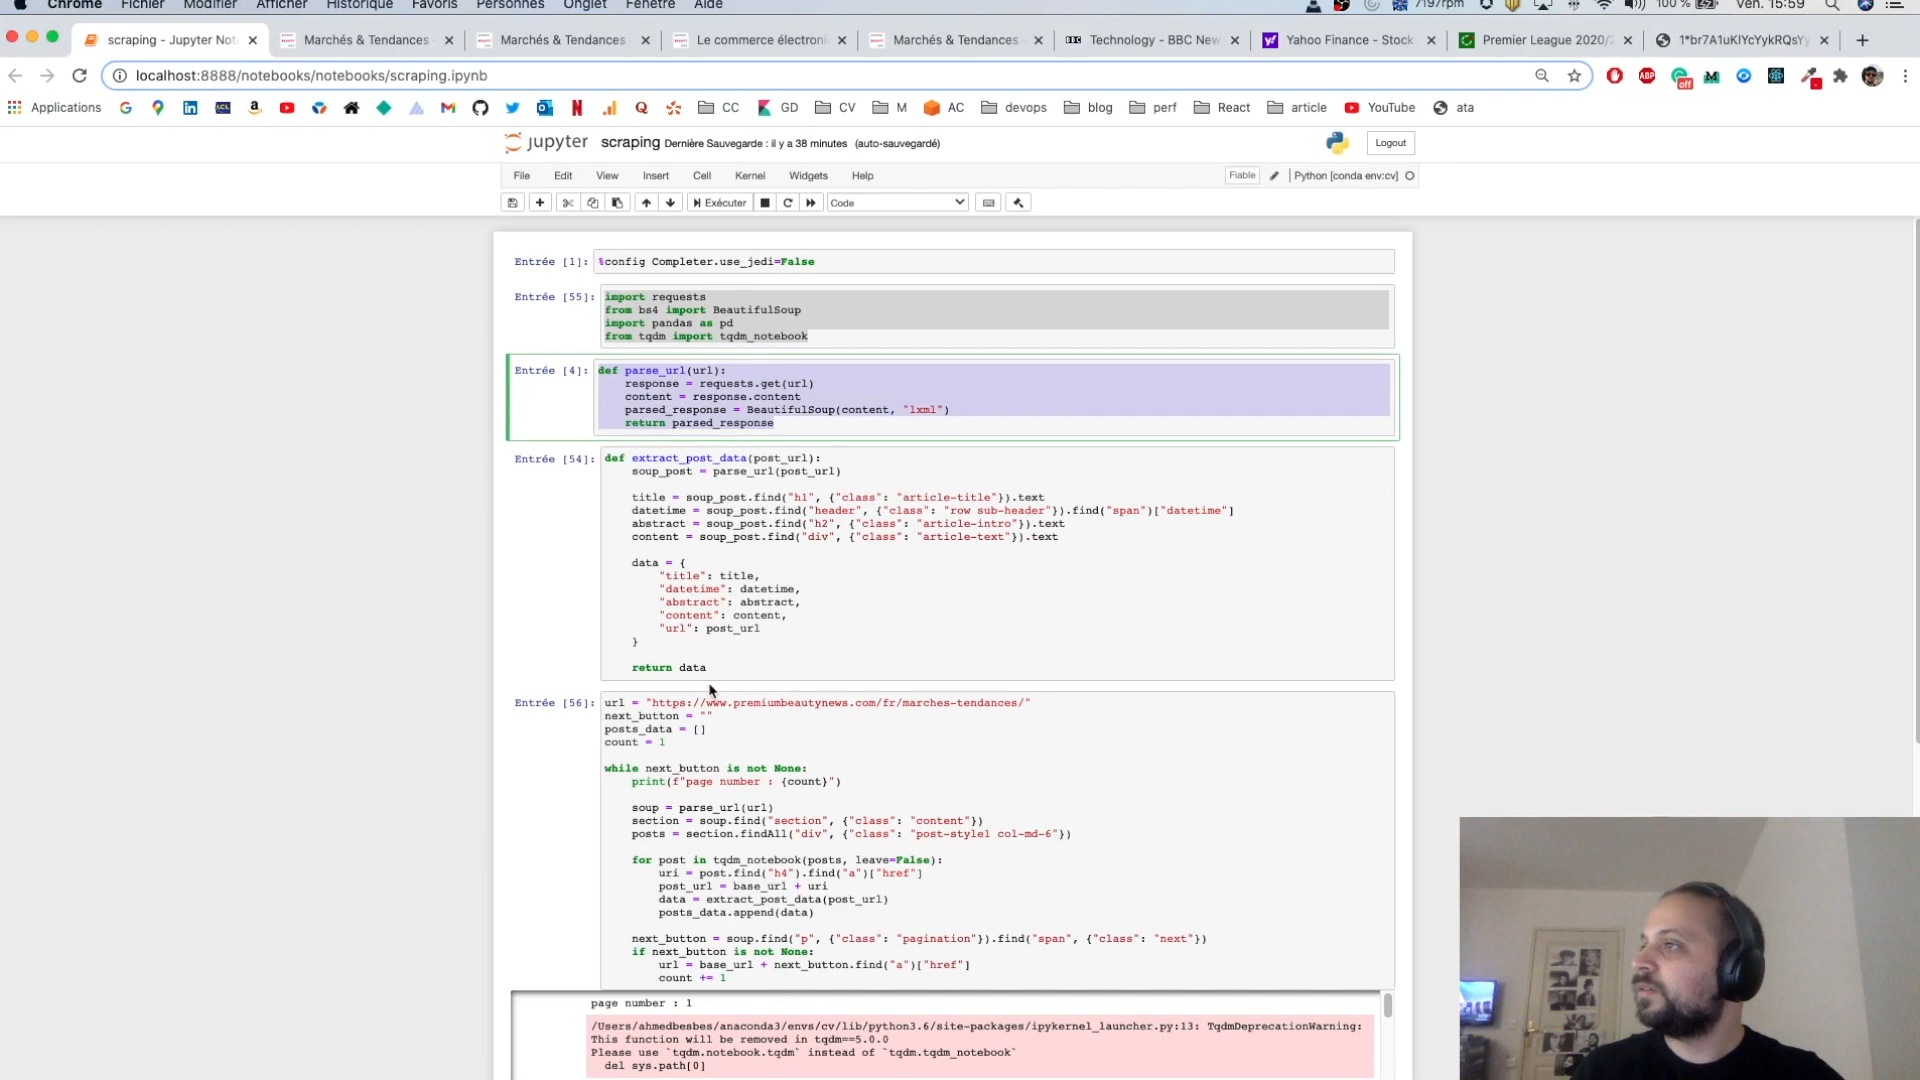 Chrome Fichier Modifier Afficher Historique Favoris Personnes Onglet Fenêtre Aide 7197rpm 100 % Ven. 15:59
scraping - Jupyter Not Marchés & Tendances - Marchés & Tendances Le commerce électroni Marchés & Tendances - BBC Technology - BBC New Yahoo Finance - Stock Premier League 2020/2 1*br7A1uKIYcYykRQsYy
localhost:8888/notebooks/notebooks/scraping.ipynb ABP off
Applications CC GD CV M AC devops blog perf React article YouTube ata
jupyter scraping Dernière Sauvegarde : il y a 38 minutes (auto-sauvegardé) Logout
File Edit View Insert Cell Kernel Widgets Help Fiable Python [conda env:cv]
Exécuter Code
Entrée [1]: %config Completer.use_jedi=False
Entrée [55]: import requests
from bs4 import BeautifulSoup
import pandas as pd
from tqdm import tqdm_notebook
Entrée [4]: def parse_url(url):
response = requests.get(url)
content = response.content
parsed_response = BeautifulSoup(content, "lxml")
return parsed_response
Entrée [54]: def extract_post_data(post_url):
soup_post = parse_url(post_url)
title = soup_post.find("h1", {"class": "article-title"}).text
datetime = soup_post.find("header", {"class": "row sub-header"}).find("span")["datetime"]
abstract = soup_post.find("h2", {"class": "article-intro"}).text
content = soup_post.find("div", {"class": "article-text"}).text
data = {
"title": title,
"datetime": datetime,
"abstract": abstract,
"content": content,
"url": post_url
}
return data
Entrée [56]: url = "https://www.premiumbeautynews.com/fr/marches-tendances/"
next_button = ""
posts_data = []
count = 1
while next_button is not None:
print(f"page number : {count}")
soup = parse_url(url)
section = soup.find("section", {"class": "content"})
posts = section.findAll("div", {"class": "post-style1 col-md-6"})
for post in tqdm_notebook(posts, leave=False):
uri = post.find("h4").find("a")["href"]
post_url = base_url + uri
data = extract_post_data(post_url)
posts_data.append(data)
next_button = soup.find("p", {"class": "pagination"}).find("span", {"class": "next"})
if next_button is not None:
url = base_url + next_button.find("a")["href"]
count += 1
page number : 1
/Users/ahmedbesbes/anaconda3/envs/cv/lib/python3.6/site-packages/ipykernel_launcher.py:13: TqdmDeprecationWarning:
This function will be removed in tqdm==5.0.0
Please use `tqdm.notebook.tqdm` instead of `tqdm.tqdm_notebook`
del sys.path[0]